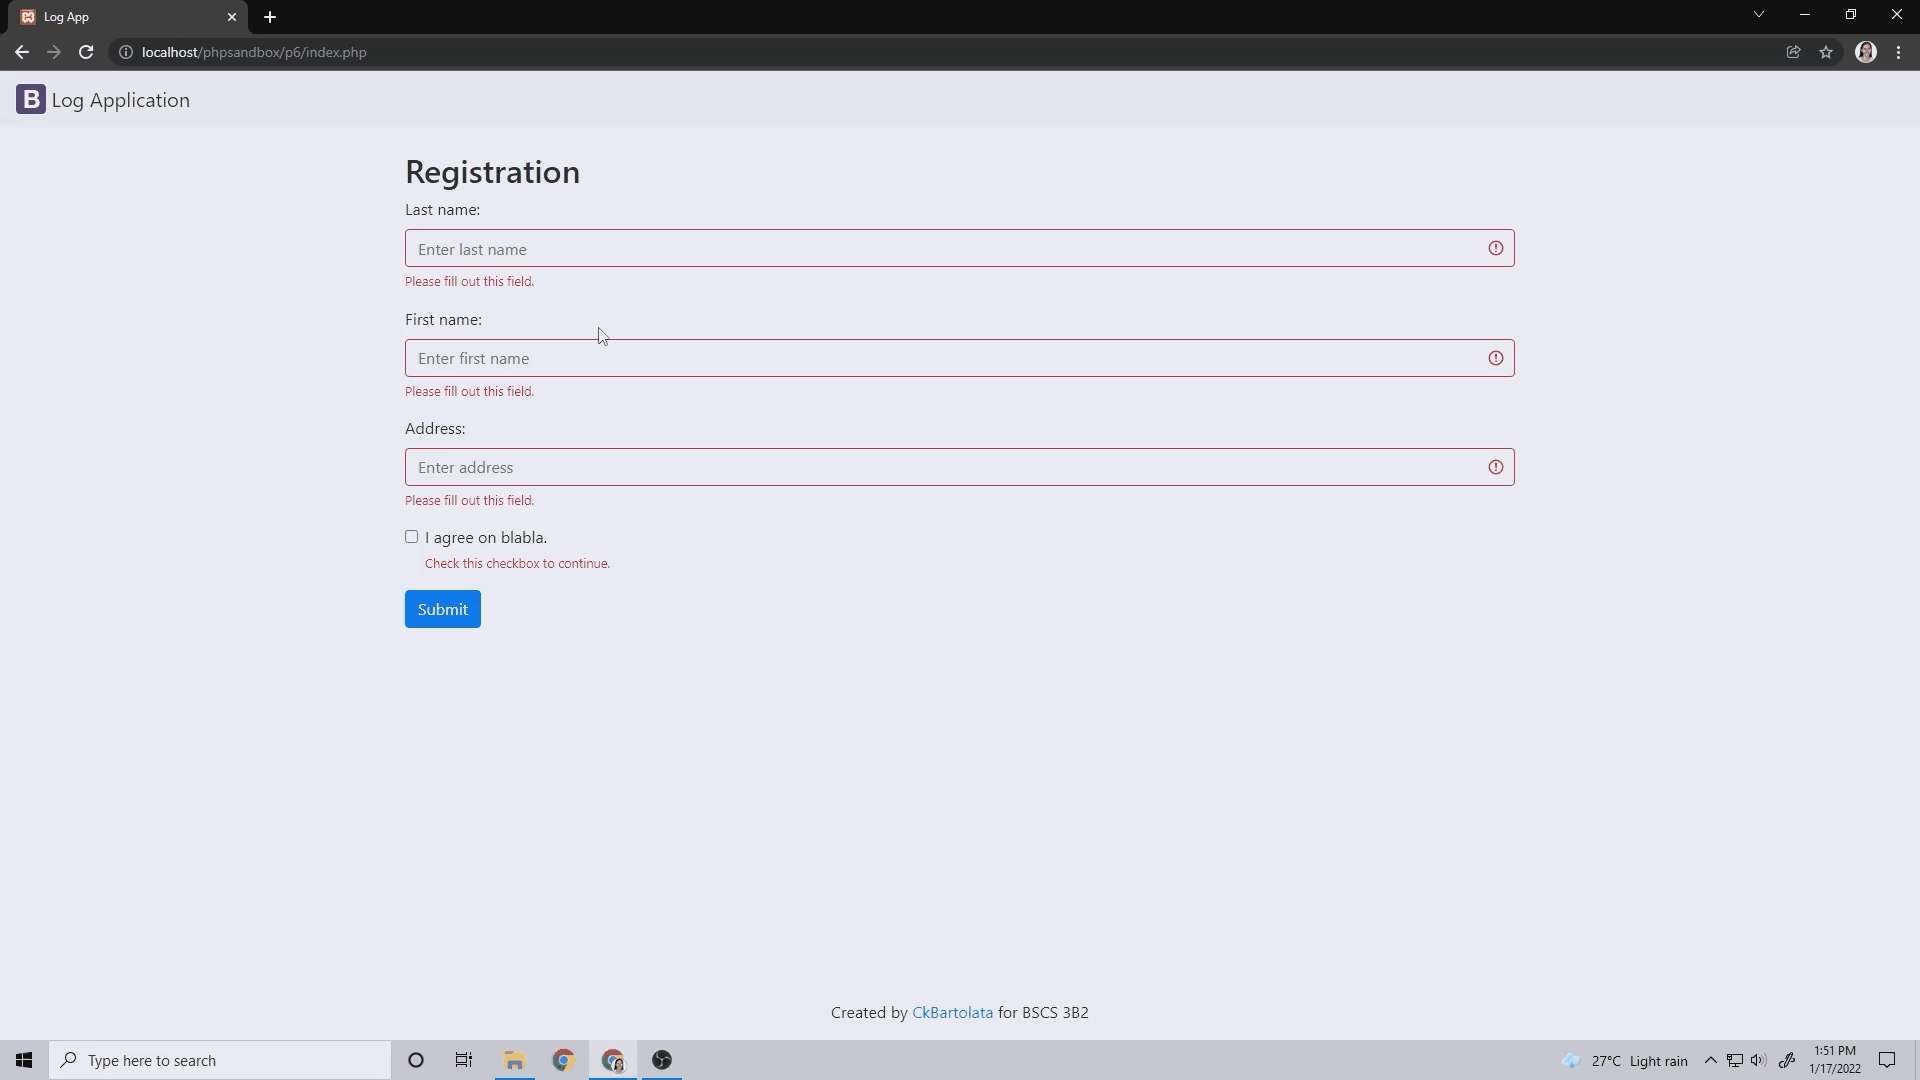 Log App
localhost/phpsandbox/p6/index.php
B Log Application
Registration
Last name:
Enter last name
Please fill out this field.
First name:
Enter first name
Please fill out this field.
Address:
Enter address
Please fill out this field.
I agree on blabla.
Check this checkbox to continue.
Submit
Created by CkBartolata for BSCS 3B2
Type here to search
27°C Light rain
1:51 PM
1/17/2022